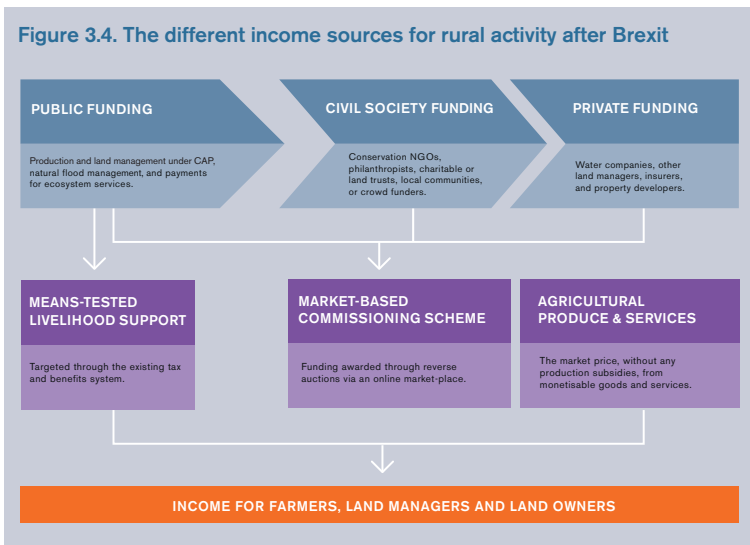 Figure 3.4. The different income sources for rural activity after Brexit
PUBLIC FUNDING
Production and land management under CAP,
natural flood management, and payments
for ecosystem services.
CIVIL SOCIETY FUNDING
Conservation NGOs,
philanthropists, charitable or
land trusts, local communities,
or crowd funders.
PRIVATE FUNDING
Water companies, other
land managers, insurers,
and property developers.
MEANS-TESTED
LIVELIHOOD SUPPORT
Targeted through the existing tax
and benefits system.
MARKET-BASED
COMMISSIONING SCHEME
Funding awarded through reverse
auctions via an online market-place.
AGRICULTURAL
PRODUCE & SERVICES
The market price, without any
production subsidies, from
monetisable goods and services.
INCOME FOR FARMERS, LAND MANAGERS AND LAND OWNERS